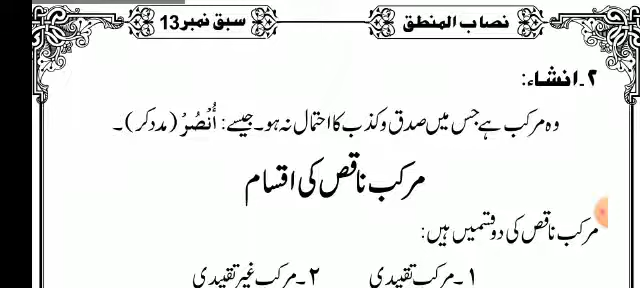 نصاب المنطق سبق نمبر13
۲۔انشاء:
وہ مرکب ہے جس میں صدق وکذب کا احتمال نہ ہو۔جیسے: أُنْصُرْ (مدد کر)۔
مرکب ناقص کی اقسام
مرکب ناقص کی دو قسمیں ہیں:
۱۔مرکب تقییدی ۲۔مرکب غیر تقییدی